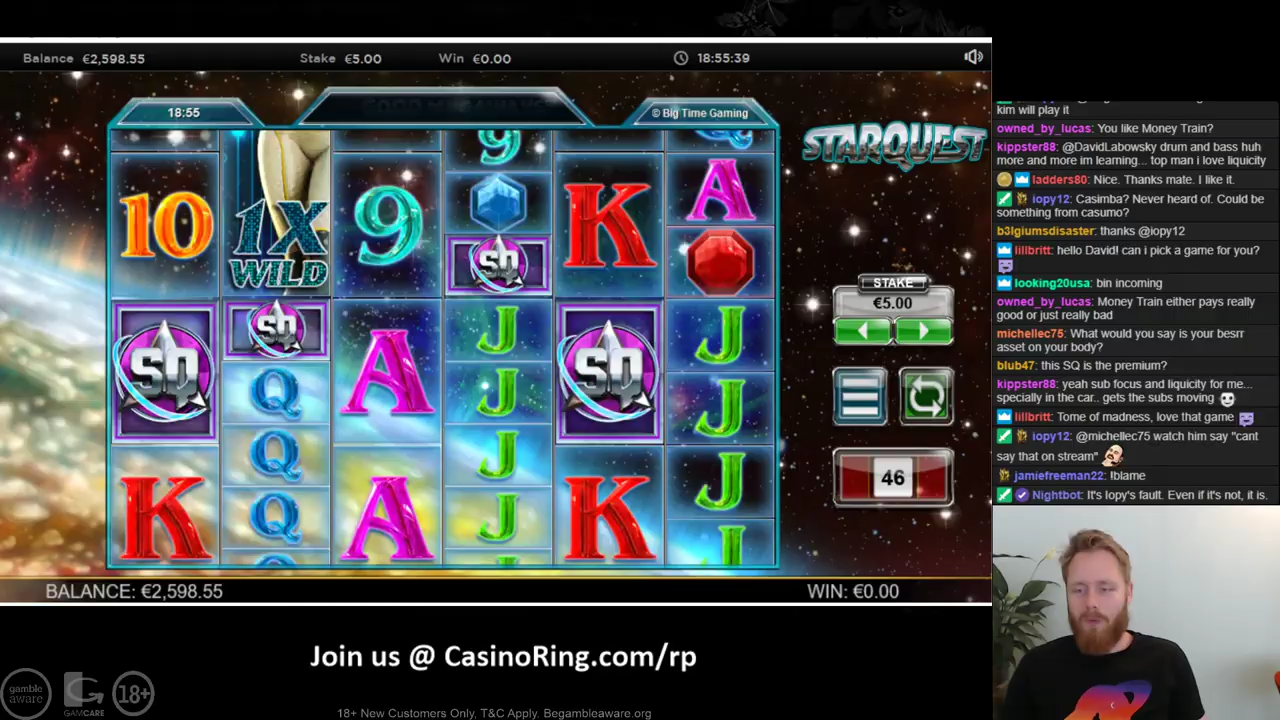 Balance €2,598.55
Stake €5.00
Win €0.00
18:55:39
18:55
© Big Time Gaming
STARQUEST
9
10
1X
WILD
9
K
A
SQ
SQ
SQ
SQ
J
A
J
Q
J
J
Q
J
J
K
Q
A
J
K
J
STAKE
€5.00
46
BALANCE: €2,598.55
WIN: €0.00
kim will play it
owned_by_lucas: You like Money Train?
kippster88: @DavidLabowsky drum and bass huh
more and more im learning... top man i love liquicity
ladders80: Nice. Thanks mate. I like it.
iopy12: Casimba? Never heard of. Could be
something from casumo?
b3lgiumsdisaster: thanks @iopy12
lillbritt: hello David! can i pick a game for you?
looking20usa: bin incoming
owned_by_lucas: Money Train either pays really
good or just really bad
michellec75: What would you say is your besrr
asset on your body?
blub47: this SQ is the premium?
kippster88: yeah sub focus and liquicity for me...
specially in the car.. gets the subs moving
lillbritt: Tome of madness, love that game
iopy12: @michellec75 watch him say "cant
say that on stream"
jamiefreeman22: !blame
Nightbot: It's Iopy's fault. Even if it's not, it is.
Join us @ CasinoRing.com/rp
gamble
aware
GAMCARE
18+
18+ New Customers Only, T&C Apply. Begambleaware.org